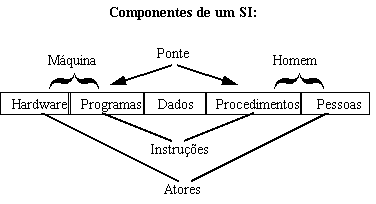 Componentes de um SI:
Ponte
Máquina
Homem
Hardware Programas Dados Procedimentos Pessoas
Instruções
Atores